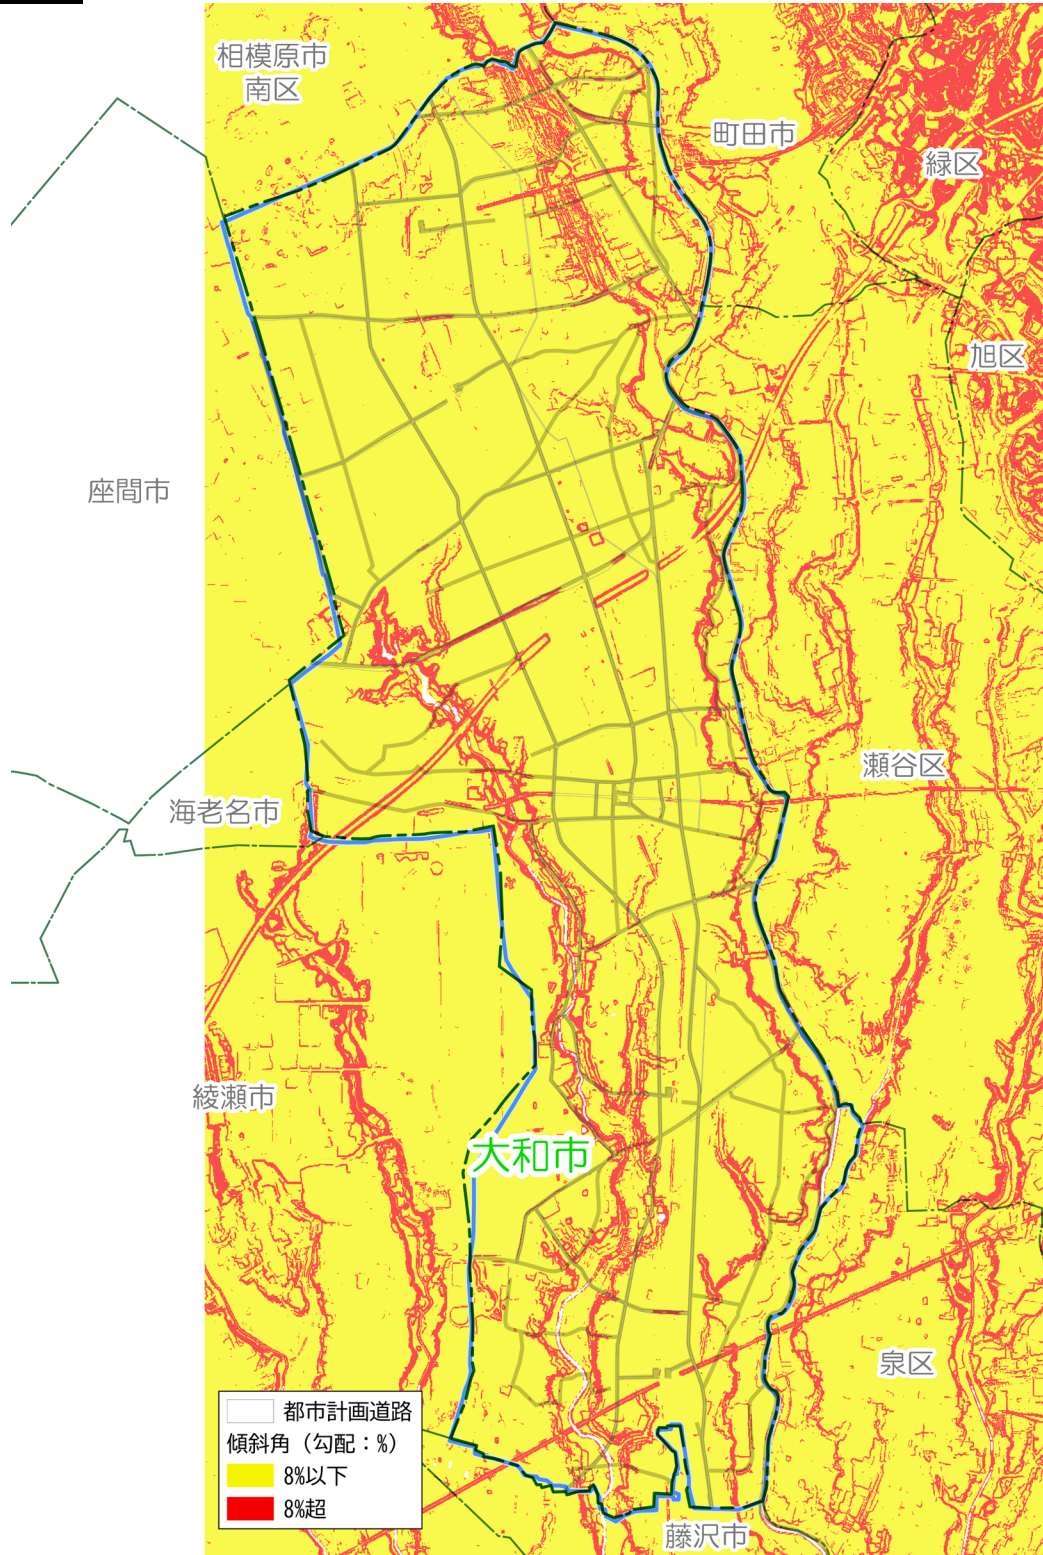 相模原市
南区
町田市
緑区
旭区
座間市
瀬谷区
海老名市
綾瀬市
大和市
泉区
都市計画道路
傾斜角（勾配：%）
8%以下
8%超
藤沢市